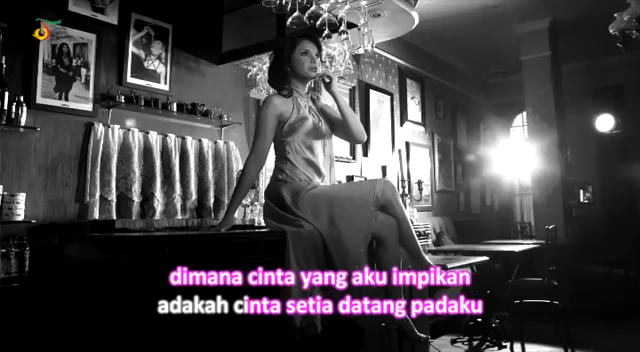 dimana cinta yang aku impikan
adakah cinta setia datang padaku